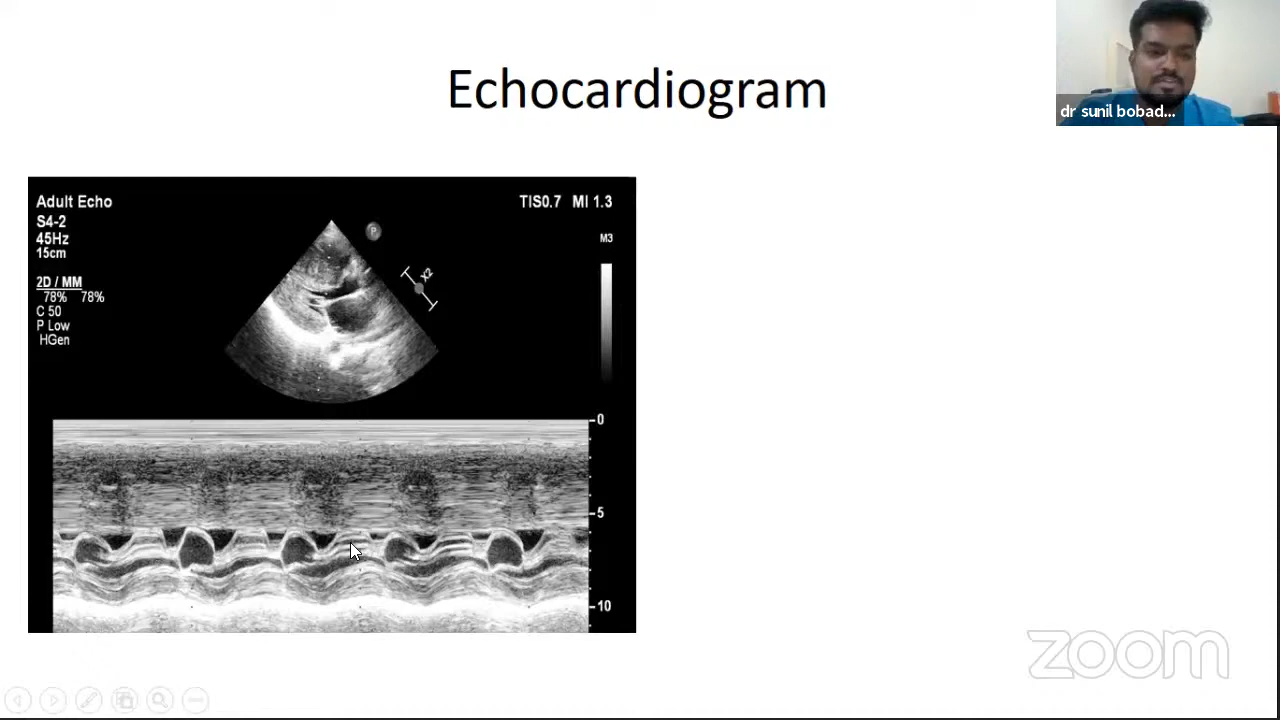 Echocardiogram
dr sunil bobad...
Adult Echo
S4-2
45Hz
15cm
2D / MM
78% 78%
C 50
P Low
HGen
TIS0.7 MI 1.3
P
X2
M3
0
5
10
zoom